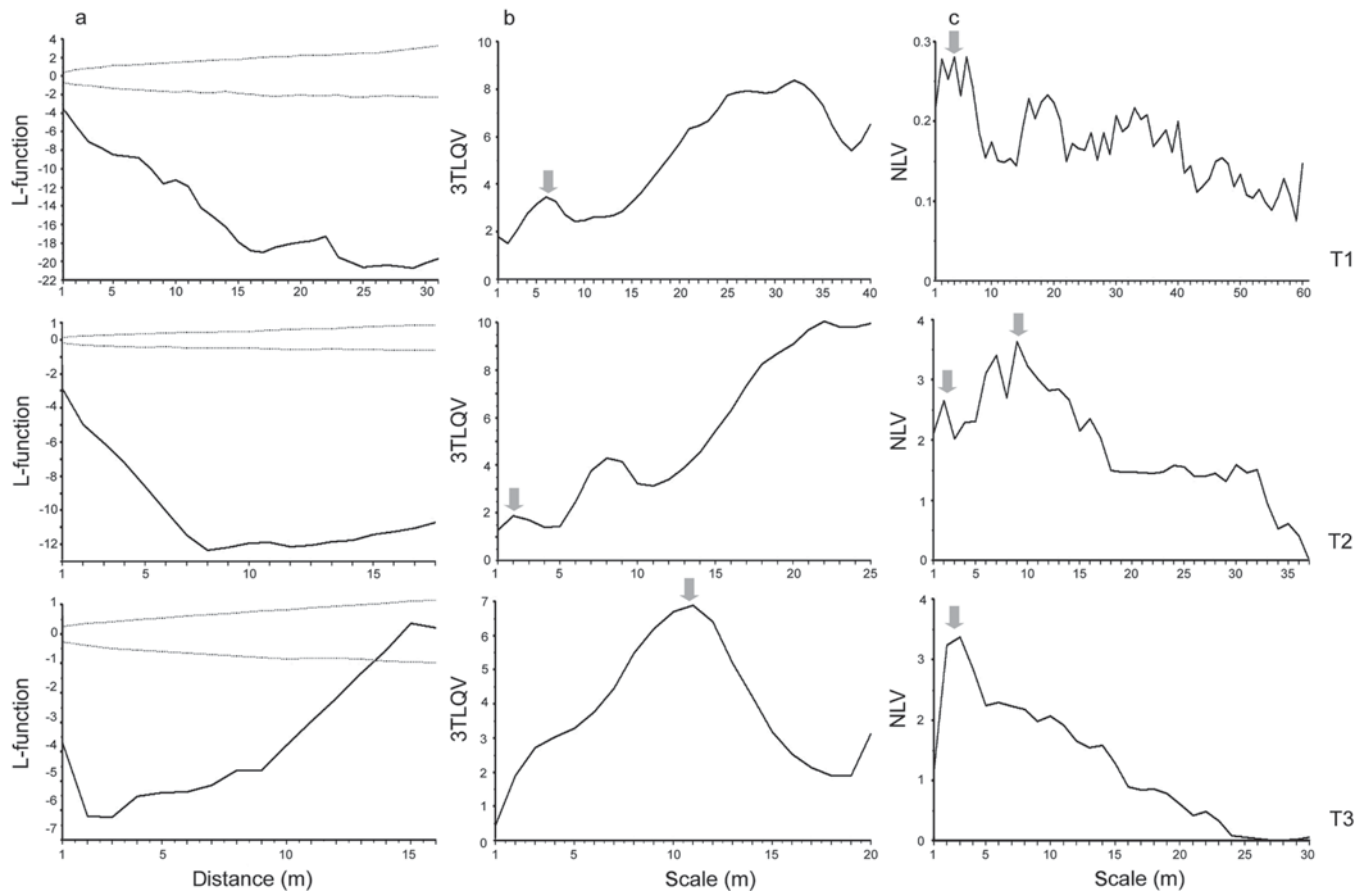 a
b
c
4
2
0
-2
-4
-6
-8
-10
-12
-14
-16
-18
-20
-22
L-function
1 5 10 15 20 25 30
10
8
6
4
2
0
3TLQV
1 5 10 15 20 25 30 35 40
0.3
0.2
0.1
0
NLV
1 10 20 30 40 50 60
T1
1
0
-2
-4
-6
-8
-10
-12
L-function
1 5 10 15
10
8
6
4
2
0
3TLQV
1 5 10 15 20 25
4
3
2
1
0
NLV
1 5 10 15 20 25 30 35
T2
1
0
-1
-1
-2
-3
-4
-5
-6
-7
L-function
1 5 10 15
Distance (m)
7
6
5
4
3
2
1
0
3TLQV
1 5 10 15 20
Scale (m)
4
3
2
1
0
NLV
1 5 10 15 20 25 30
Scale (m)
T3